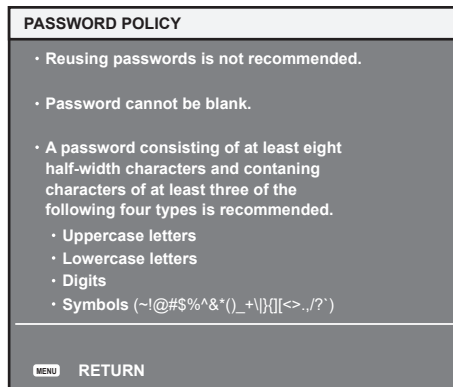 PASSWORD POLICY
・Reusing passwords is not recommended.
・Password cannot be blank.
・A password consisting of at least eight
half-width characters and contaning
characters of at least three of the
following four types is recommended.
・Uppercase letters
・Lowercase letters
・Digits
・Symbols (~!@#$%^&*()_+\|}{][<>.,/?`)
MENU RETURN